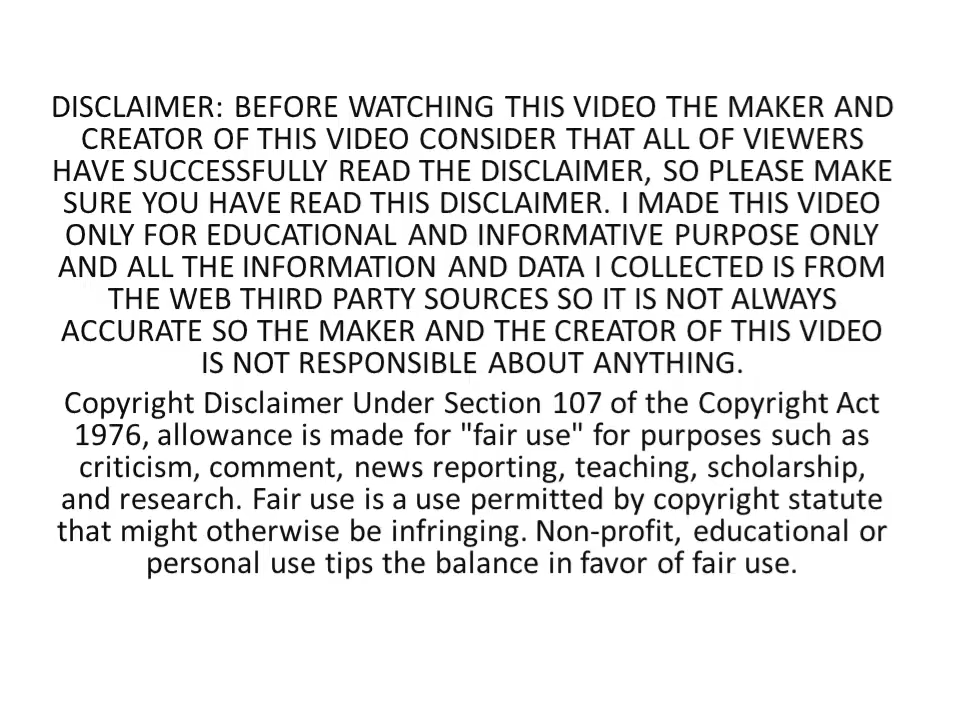 DISCLAIMER: BEFORE WATCHING THIS VIDEO THE MAKER AND
CREATOR OF THIS VIDEO CONSIDER THAT ALL OF VIEWERS
HAVE SUCCESSFULLY READ THE DISCLAIMER, SO PLEASE MAKE
SURE YOU HAVE READ THIS DISCLAIMER. I MADE THIS VIDEO
ONLY FOR EDUCATIONAL AND INFORMATIVE PURPOSE ONLY
AND ALL THE INFORMATION AND DATA I COLLECTED IS FROM
THE WEB THIRD PARTY SOURCES SO IT IS NOT ALWAYS
ACCURATE SO THE MAKER AND THE CREATOR OF THIS VIDEO
IS NOT RESPONSIBLE ABOUT ANYTHING.
Copyright Disclaimer Under Section 107 of the Copyright Act
1976, allowance is made for "fair use" for purposes such as
criticism, comment, news reporting, teaching, scholarship,
and research. Fair use is a use permitted by copyright statute
that might otherwise be infringing. Non-profit, educational or
personal use tips the balance in favor of fair use.